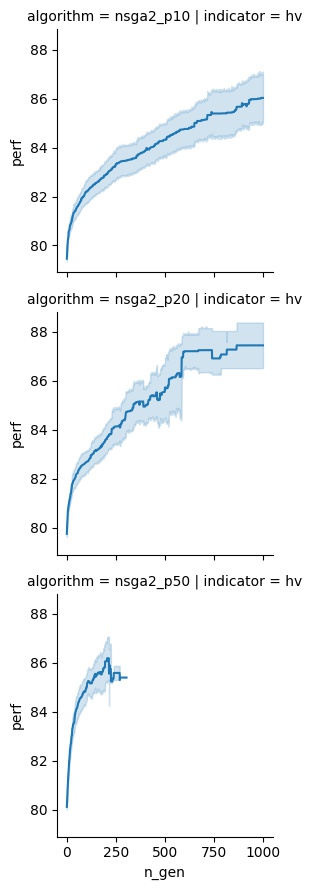 algorithm = nsga2_p10 | indicator = hv
88
86
84
82
80
perf
algorithm = nsga2_p20 | indicator = hv
88
86
84
82
80
perf
algorithm = nsga2_p50 | indicator = hv
88
86
84
82
80
perf
0 250 500 750 1000
n_gen